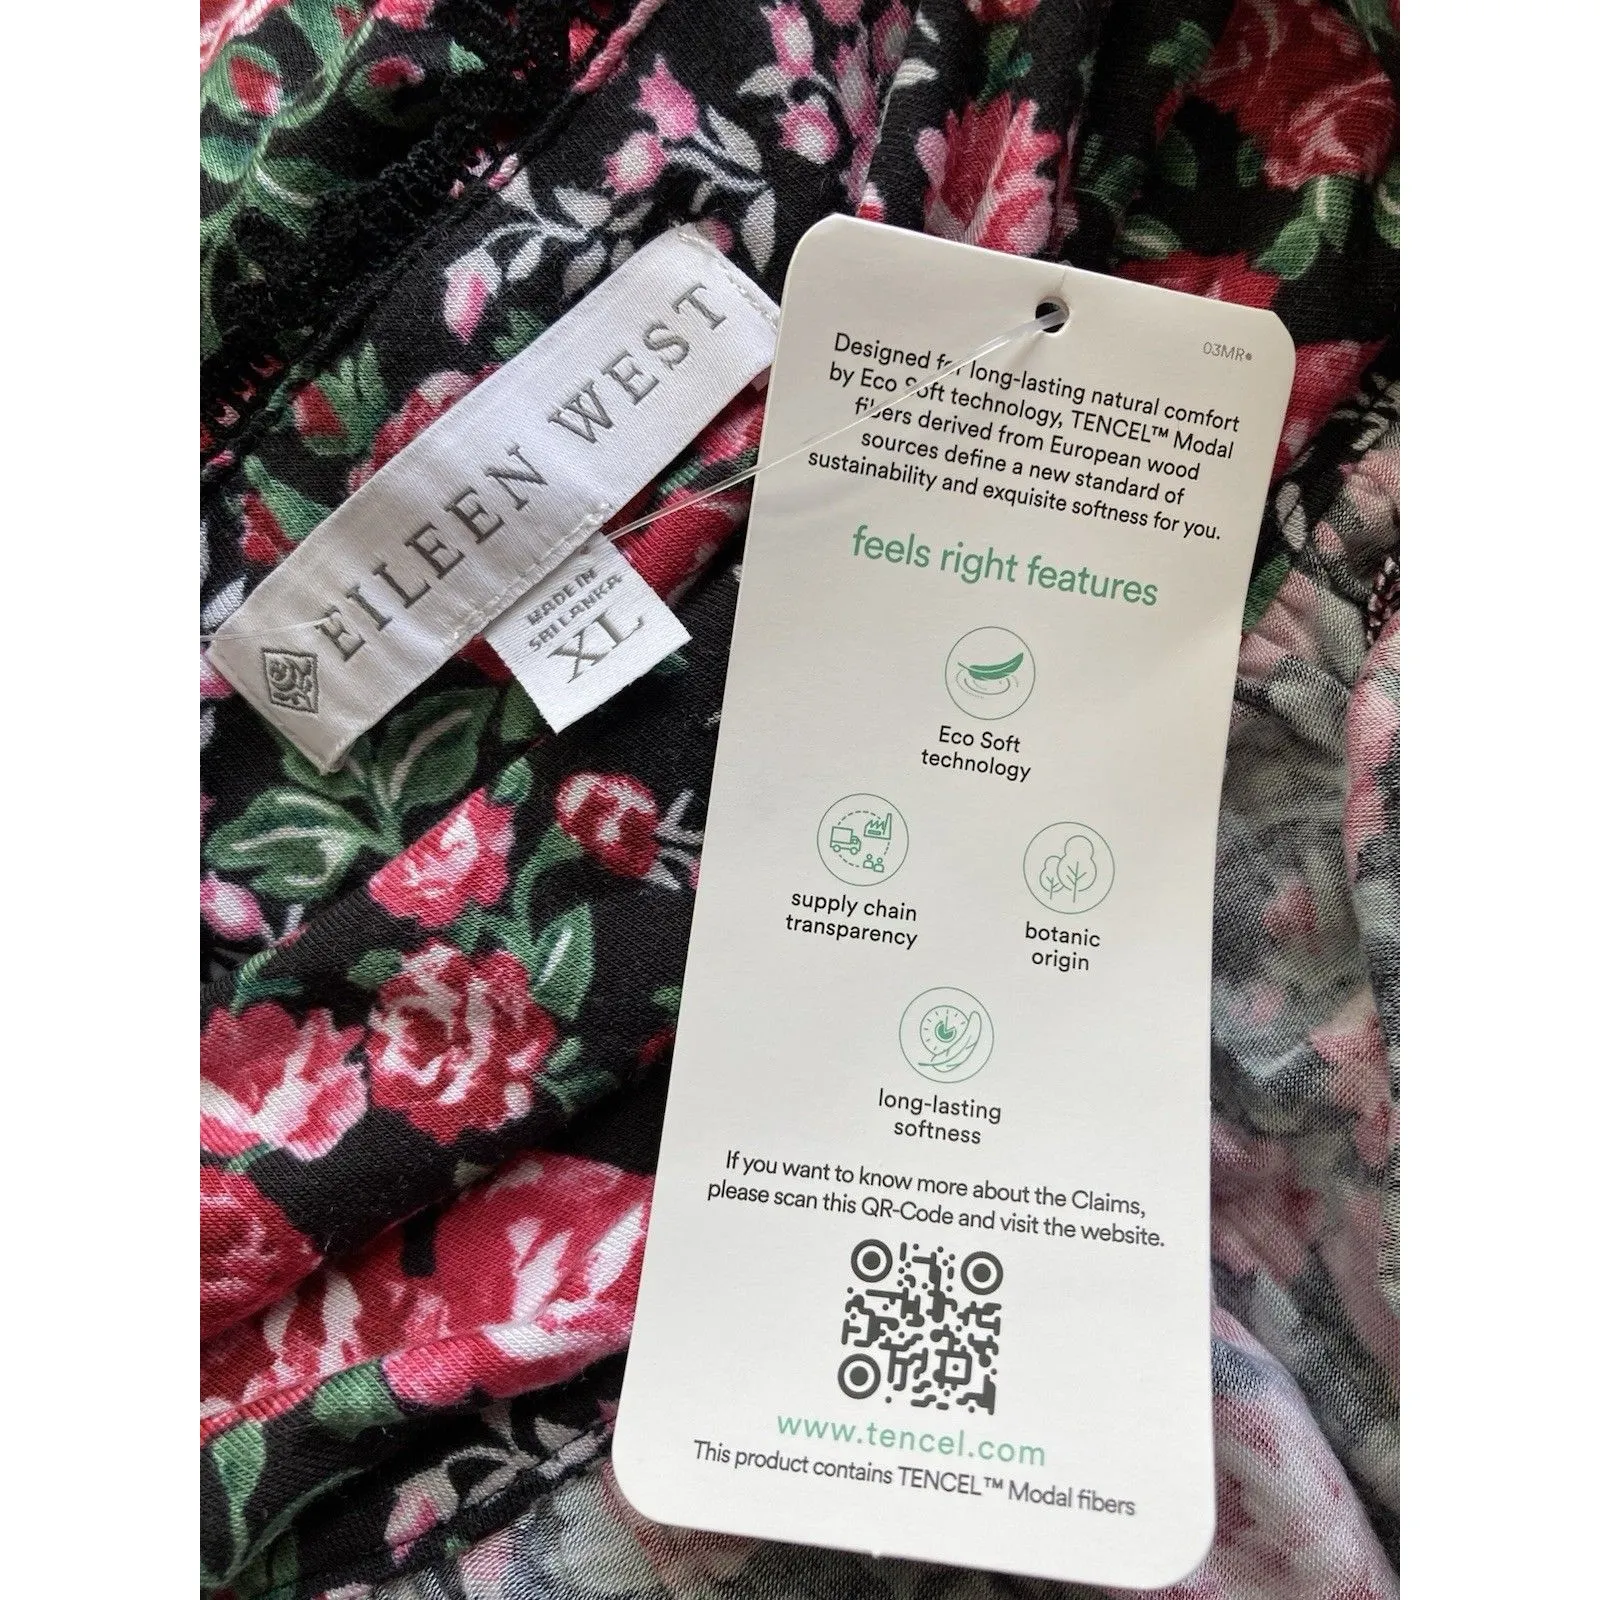 EILEEN WEST
MADE IN
SRI LANKA
XL
03MR
Designed for long-lasting natural comfort
by Eco Soft technology, TENCEL™ Modal
fibers derived from European wood
sources define a new standard of
sustainability and exquisite softness for you.
feels right features
Eco Soft
technology
supply chain
transparency
botanic
origin
long-lasting
softness
If you want to know more about the Claims,
please scan this QR-Code and visit the website.
www.tencel.com
This product contains TENCEL™ Modal fibers